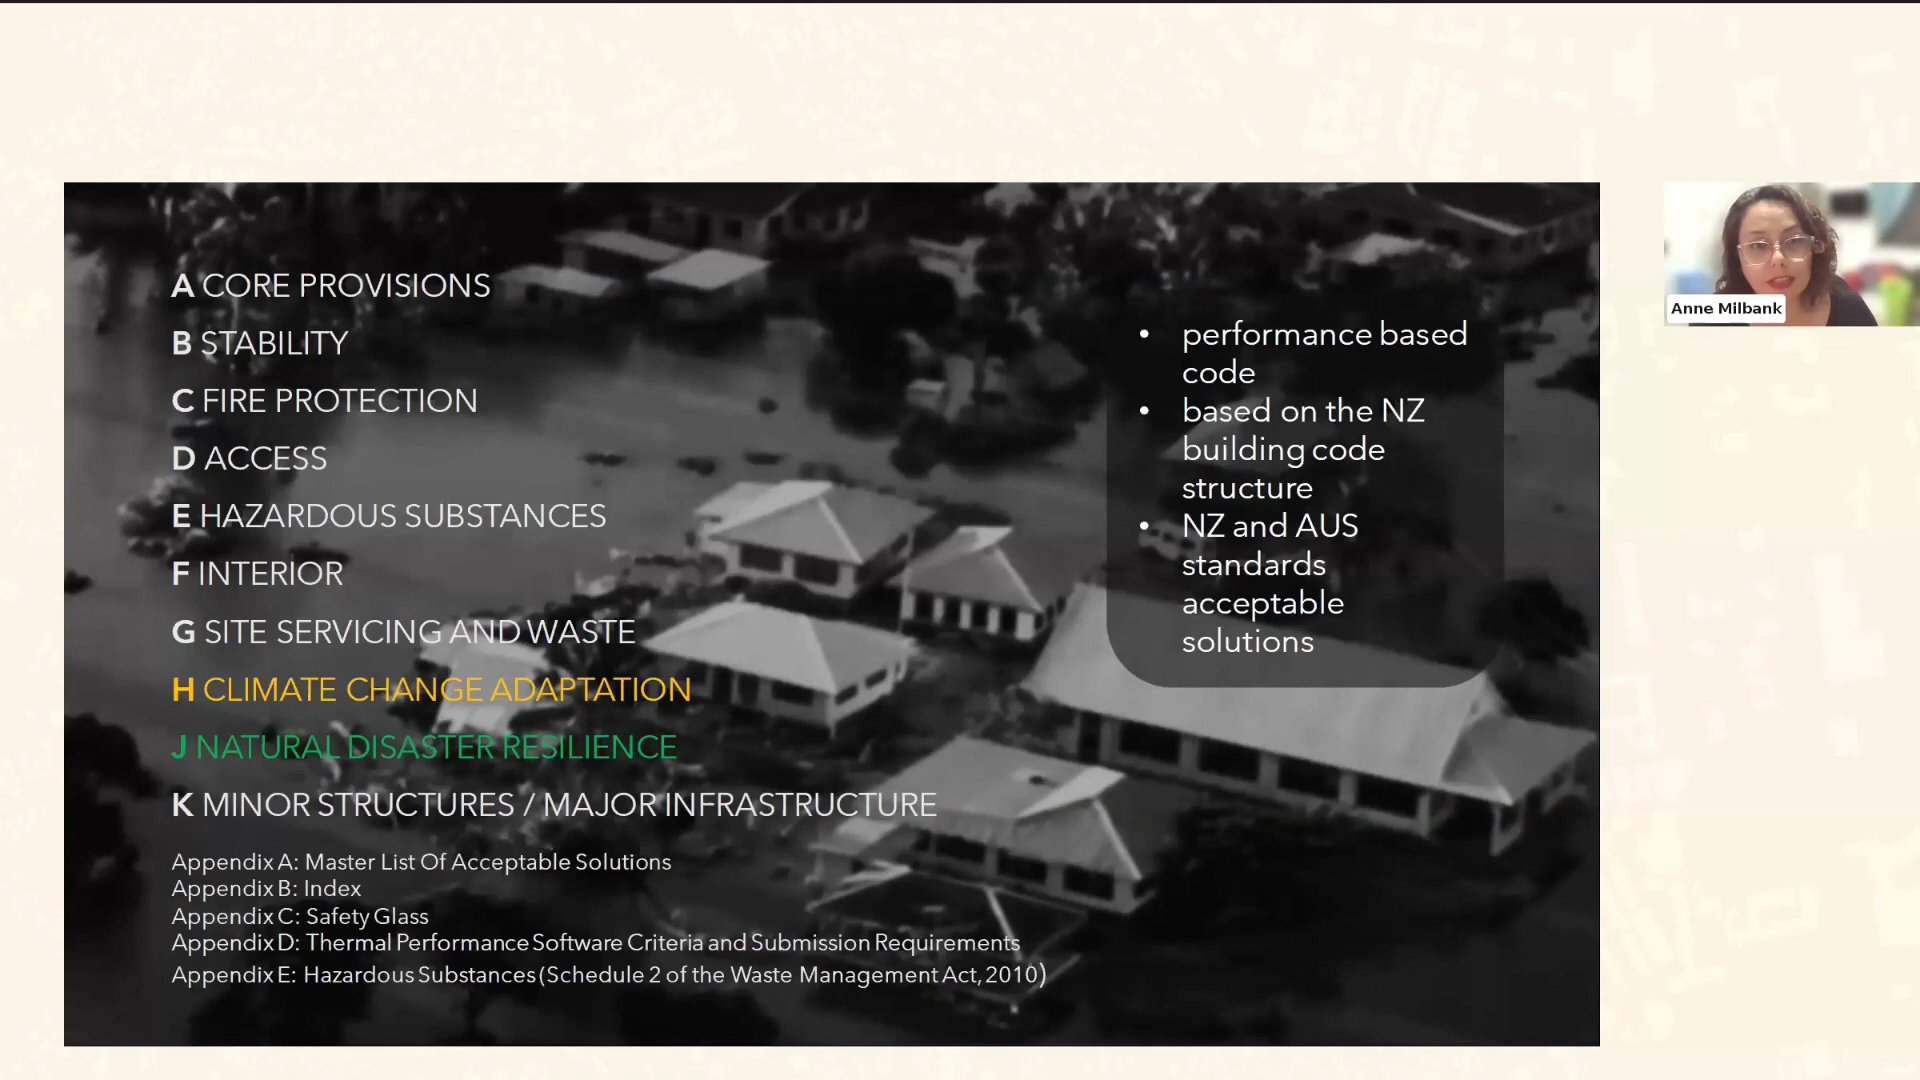 A CORE PROVISIONS
B STABILITY
C FIRE PROTECTION
D ACCESS
E HAZARDOUS SUBSTANCES
F INTERIOR
G SITE SERVICING AND WASTE
H CLIMATE CHANGE ADAPTATION
J NATURAL DISASTER RESILIENCE
K MINOR STRUCTURES / MAJOR INFRASTRUCTURE
Appendix A: Master List Of Acceptable Solutions
Appendix B: Index
Appendix C: Safety Glass
Appendix D: Thermal Performance Software Criteria and Submission Requirements
Appendix E: Hazardous Substances (Schedule 2 of the Waste Management Act, 2010)
• performance based
code
• based on the NZ
building code
structure
• NZ and AUS
standards
acceptable
solutions
Anne Milbank